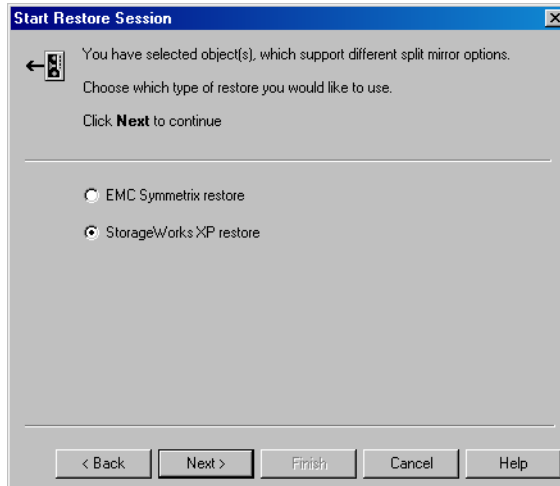 Start Restore Session
You have selected object(s), which support different split mirror options.
Choose which type of restore you would like to use.
Click Next to continue
EMC Symmetrix restore
StorageWorks XP restore
< Back
Next >
Finish
Cancel
Help